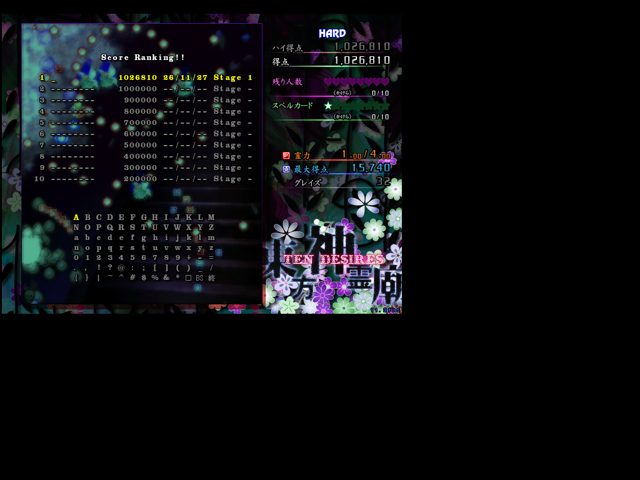 Score Ranking!!
1 _ 1026810 26/11/27 Stage 1
2 -------- 1000000 --/--/-- Stage -
3 -------- 900000 --/--/-- Stage -
4 -------- 800000 --/--/-- Stage -
5 -------- 700000 --/--/-- Stage -
6 -------- 600000 --/--/-- Stage -
7 -------- 500000 --/--/-- Stage -
8 -------- 400000 --/--/-- Stage -
9 -------- 300000 --/--/-- Stage -
10 -------- 200000 --/--/-- Stage -
A B C D E F G H I J K L M
N O P Q R S T U V W X Y Z
a b c d e f g h i j k l m
n o p q r s t u v w x y z
0 1 2 3 4 5 6 7 8 9 + - =
. , ! ? @ : ; [ ] ( ) _ /
{ } | ~ ^ # $ % & * □ 終
HARD
ハイ得点 1,026,810
得点 1,026,810
残り人数
0/10
スペルカード
0/10
霊力 1.00/4.00
最大得点 15,740
グレイズ 32
東方神霊廟
TEN DESIRES